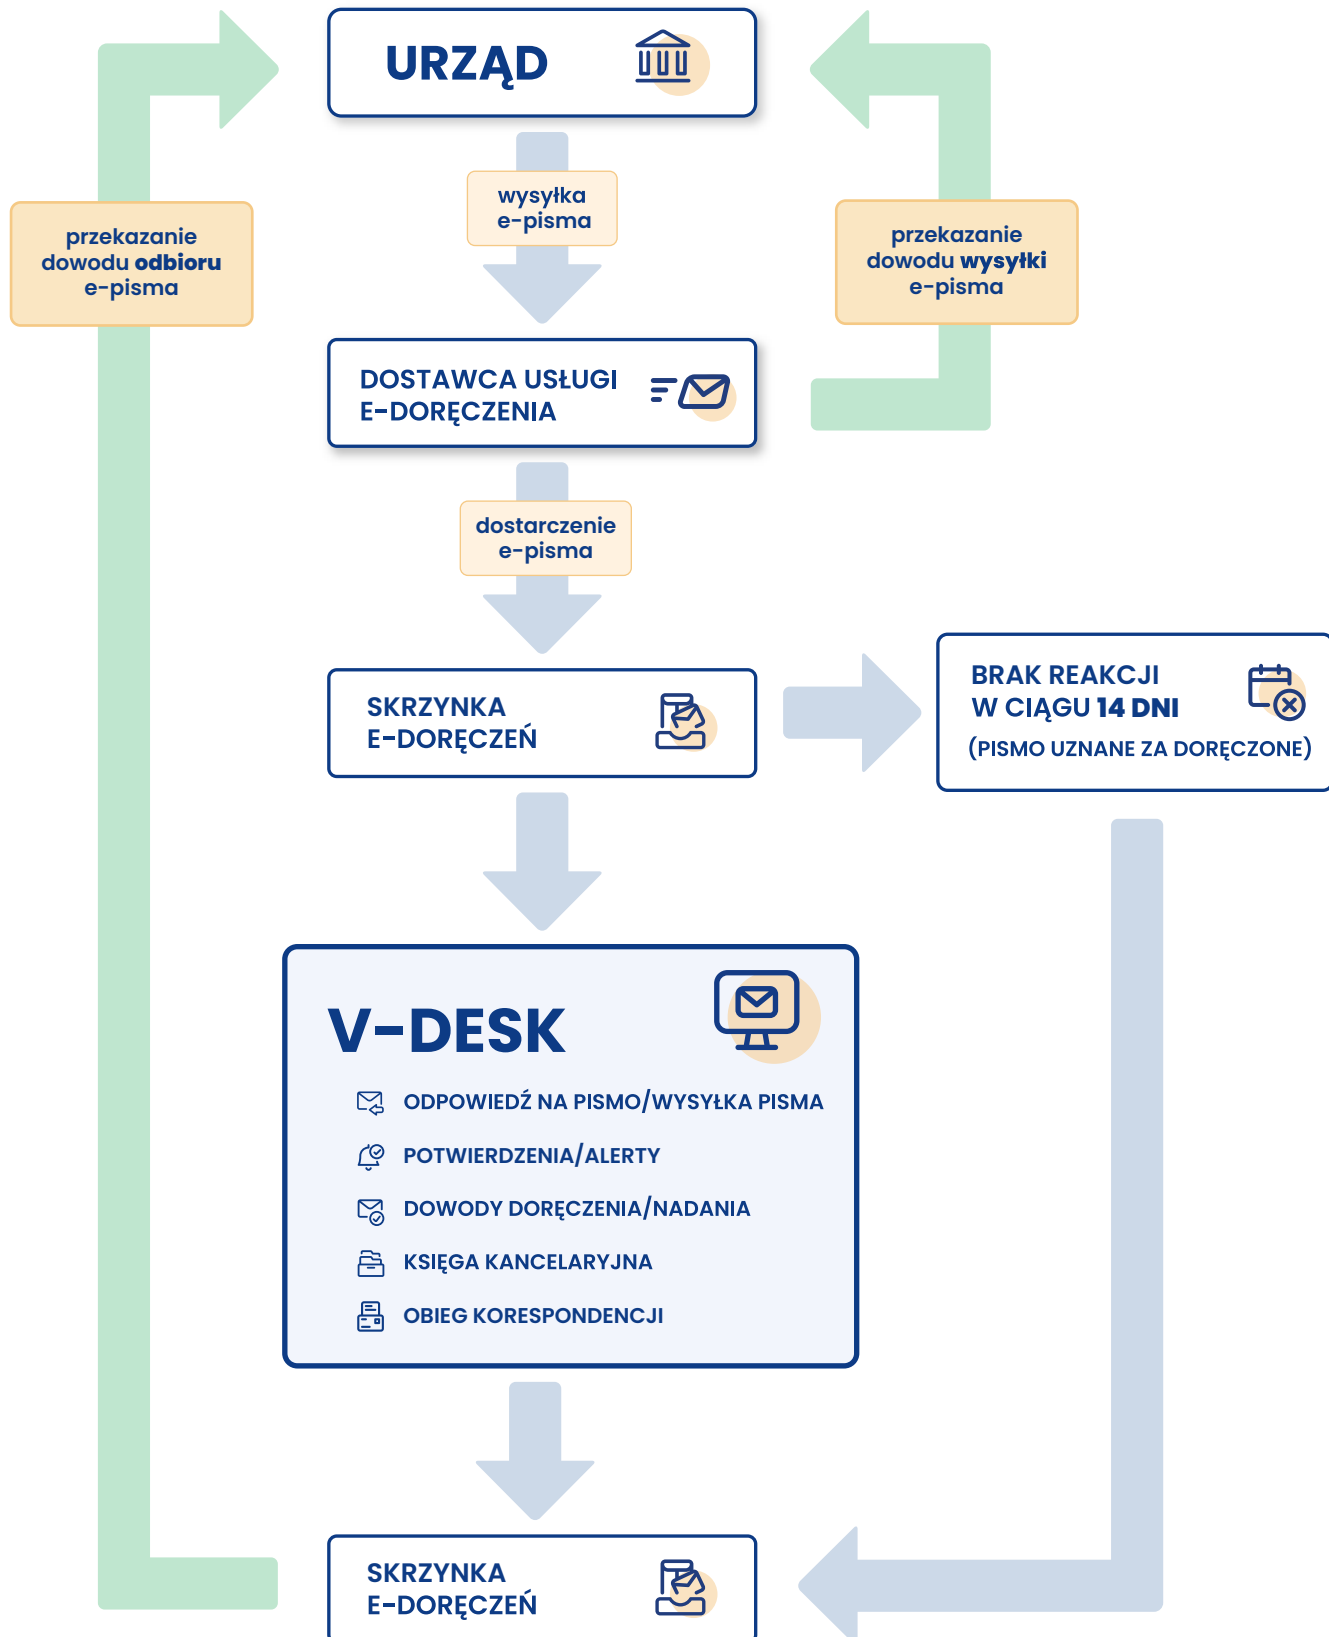 URZĄD
wysyłka
e-pisma
przekazanie
dowodu odbioru
e-pisma
przekazanie
dowodu wysyłki
e-pisma
DOSTAWCA USŁUGI
E-DORĘCZENIA
dostarczenie
e-pisma
SKRZYNKA
E-DORĘCZEŃ
BRAK REAKCJI
W CIĄGU 14 DNI
(PISMO UZNANE ZA DORĘCZONE)
V-DESK
ODPOWIEDŹ NA PISMO/WYSYŁKA PISMA
POTWIERDZENIA/ALERTY
DOWODY DORĘCZENIA/NADANIA
KSIĘGA KANCELARYJNA
OBIEG KORESPONDENCJI
SKRZYNKA
E-DORĘCZEŃ